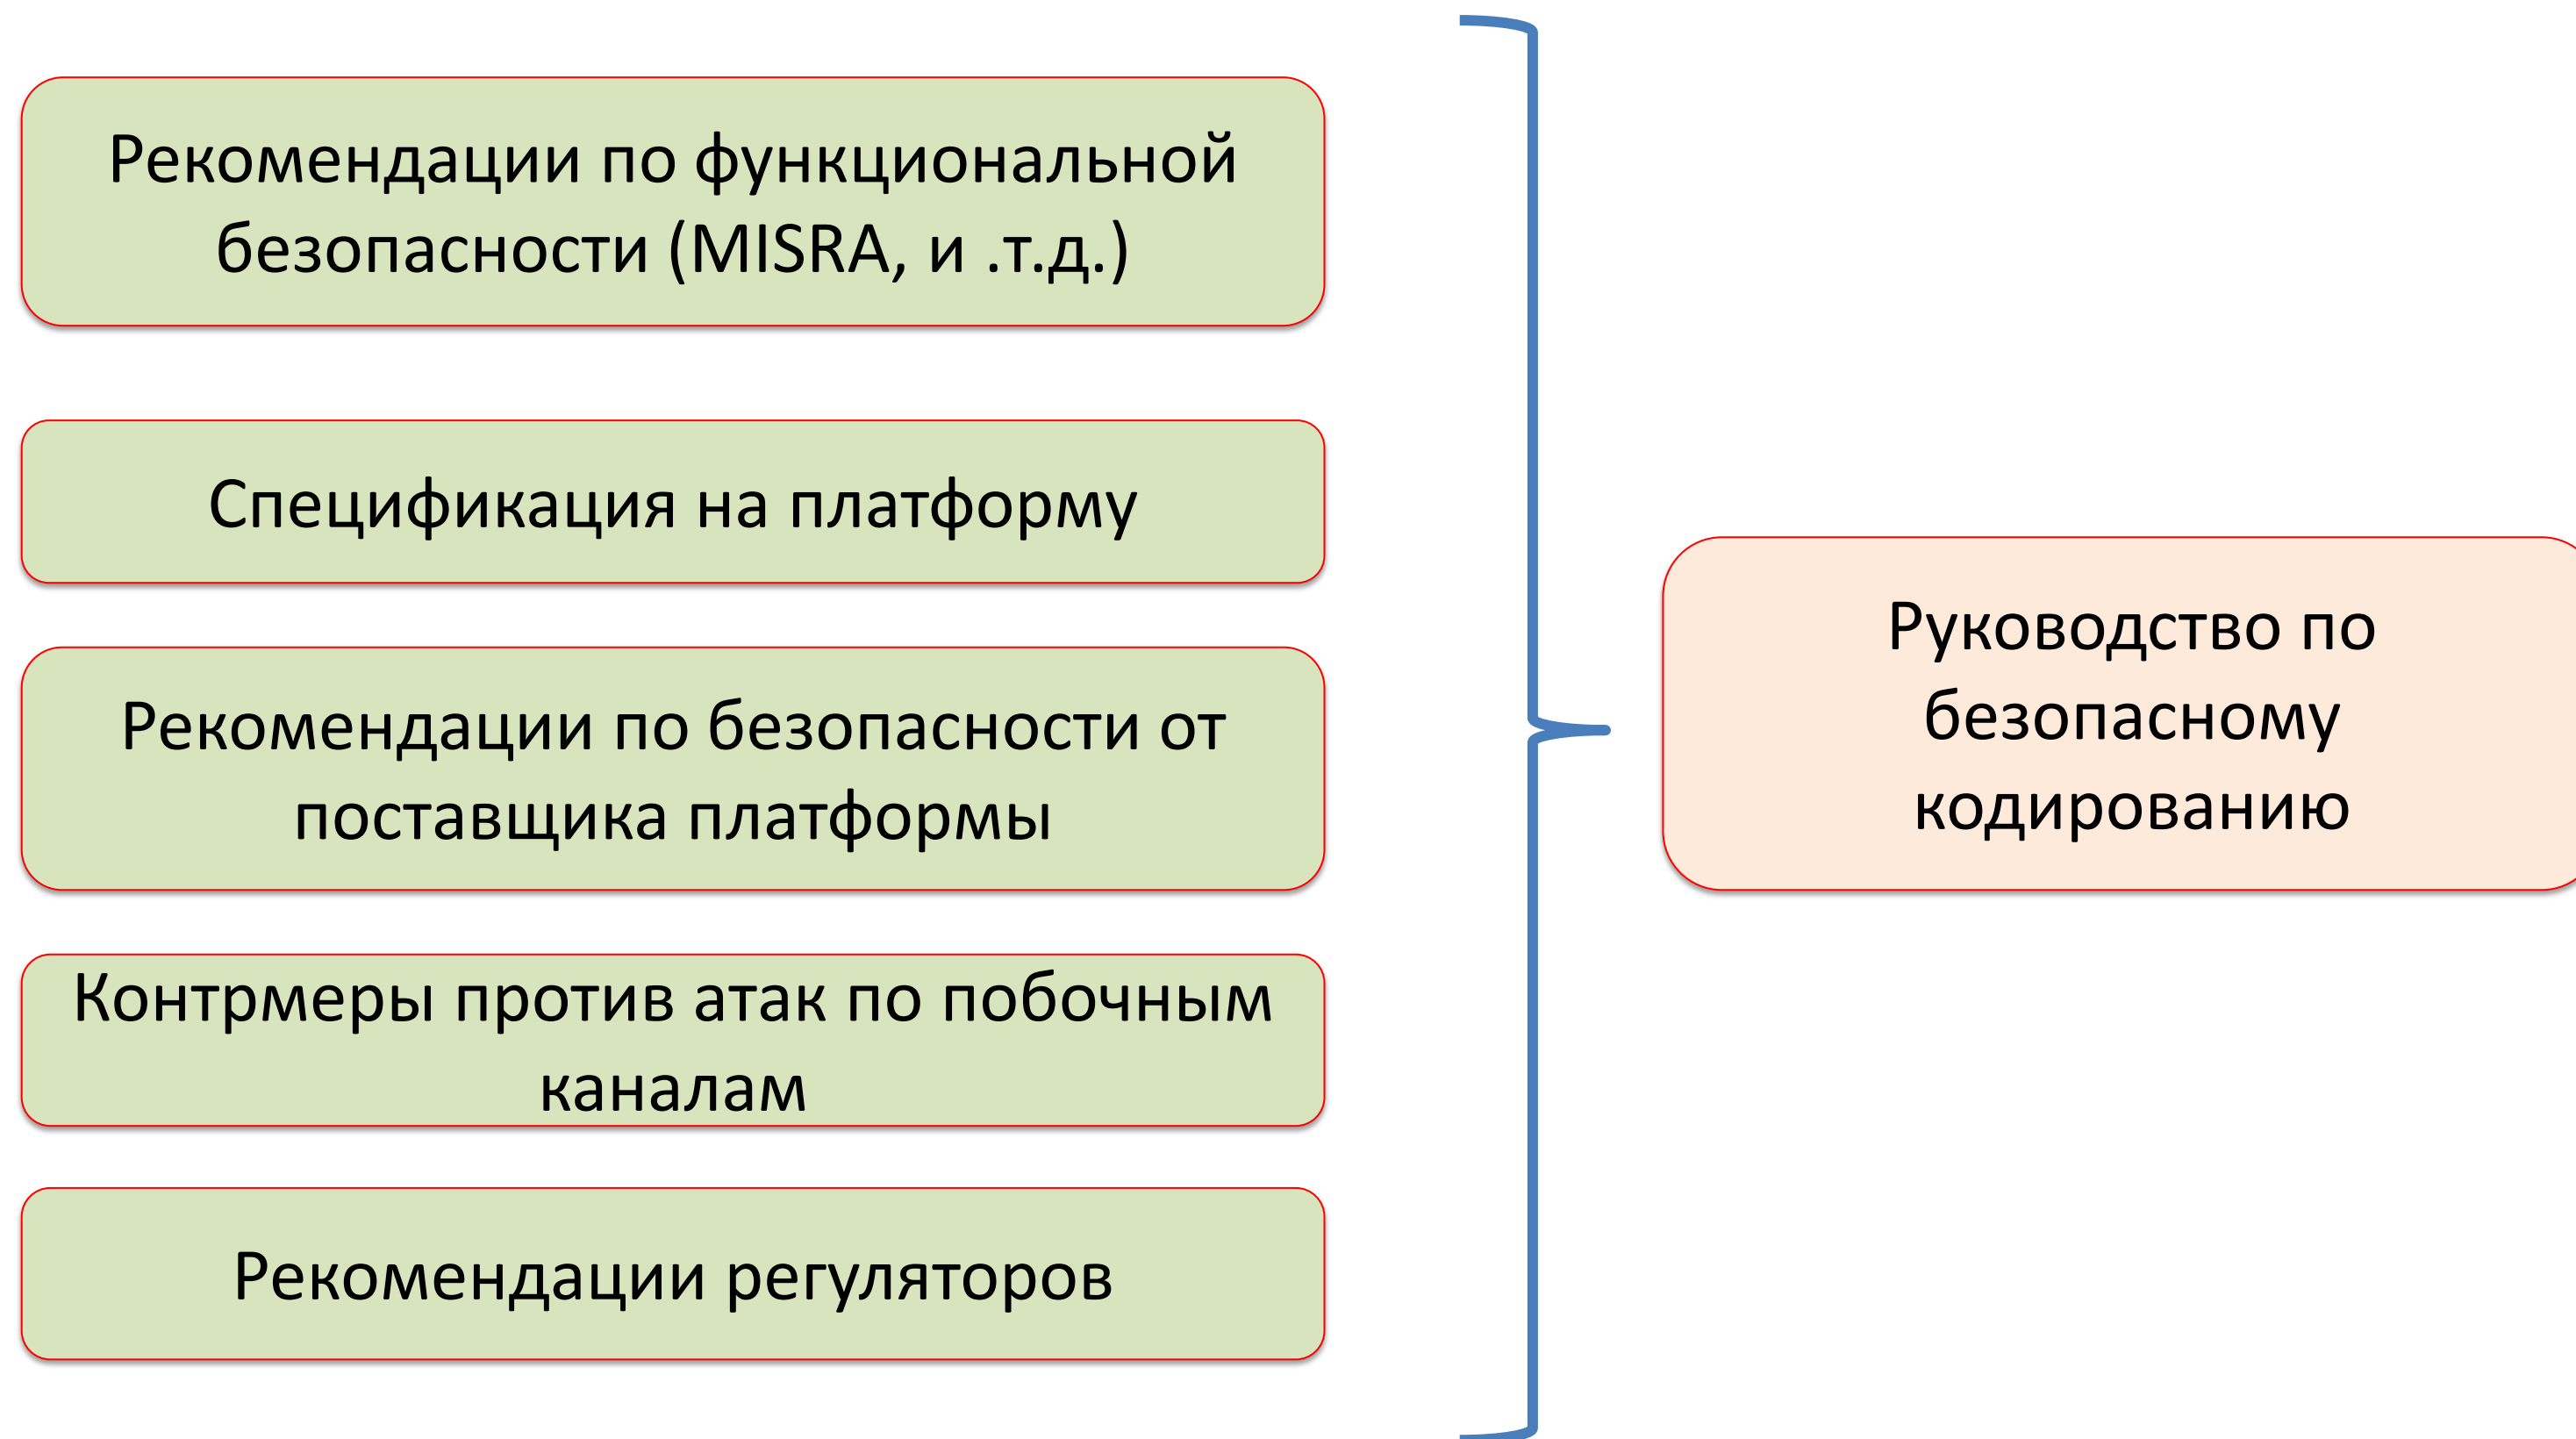 Рекомендации по функциональной
безопасности (MISRA, и .т.д.)
Спецификация на платформу
Рекомендации по безопасности от
поставщика платформы
Контрмеры против атак по побочным
каналам
Рекомендации регуляторов
Руководство по
безопасному
кодированию